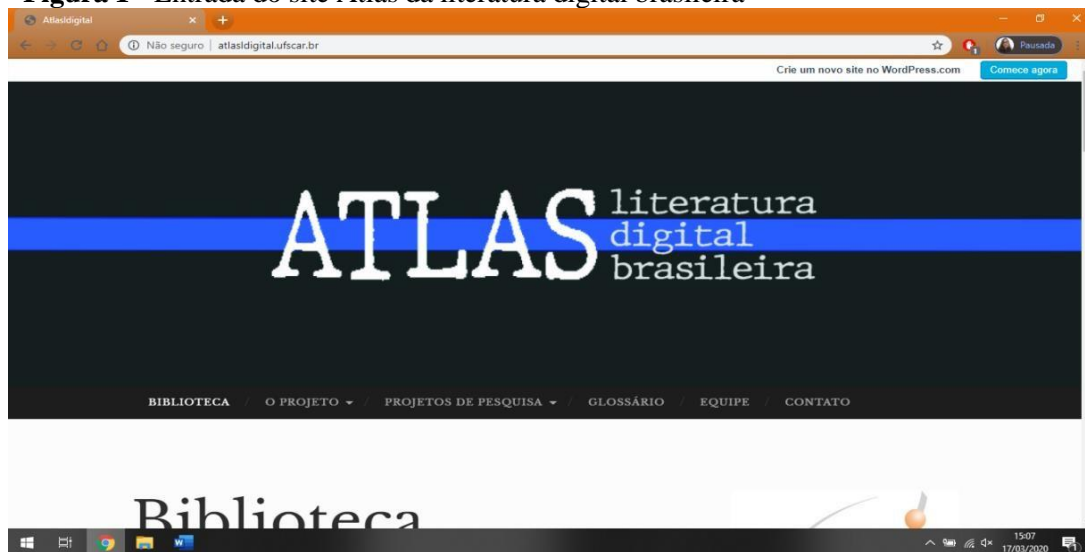 Figura 1 - Entrada do site Atlas da literatura digital brasileira
Atlasldigital
Não seguro | atlasldigital.ufscar.br
Pausada
Crie um novo site no WordPress.com
Comece agora
ATLAS
literatura
digital
brasileira
BIBLIOTECA / O PROJETO / PROJETOS DE PESQUISA / GLOSSÁRIO / EQUIPE / CONTATO
Biblioteca
15:07
17/03/2020